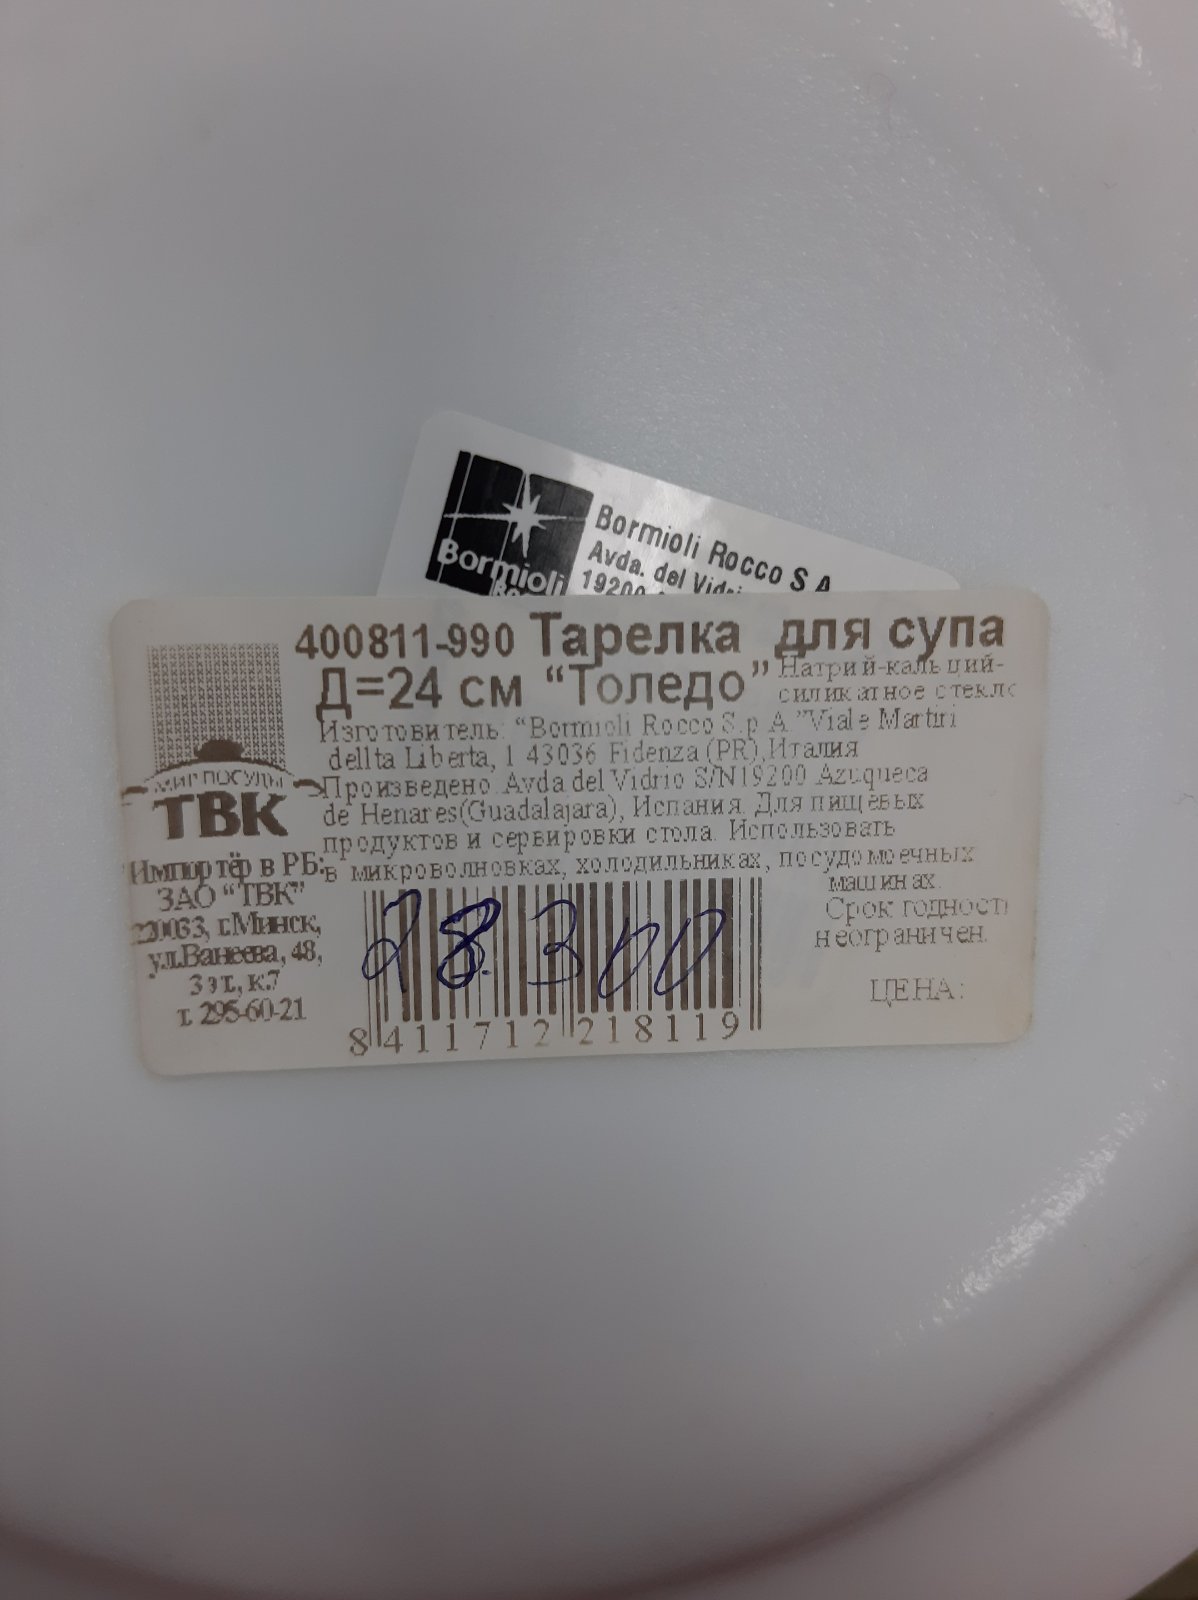 Bormioli
Bormioli Rocco S A
Avda. del
19200
400811-990 Тарелка для супа
Д=24 см "Толедо" Натрий-кальций-
силикатное стекло
Изготовитель: "Bormioli Rocco S.p.A "Viale Martiri
dellta Liberta, 1 43036 Fidenza (PR),Италия
Произведено: Avda del Vidrio S/N19200 Azuqueca
de Henares(Guadalajara), Испания. Для пищевых
продуктов и сервировки стола. Использовать
в микроволновках, холодильниках, посудомоечных
машинах.
Срок годности
неограничен.
ЦЕНА:
МИР ПОСУДЫ
ТВК
Импортёр в РБ:
ЗАО "ТВК"
220033, г.Минск,
ул.Ванеева, 48,
3 эт., к.7
т. 295-60-21
28.300
8 411712 218119